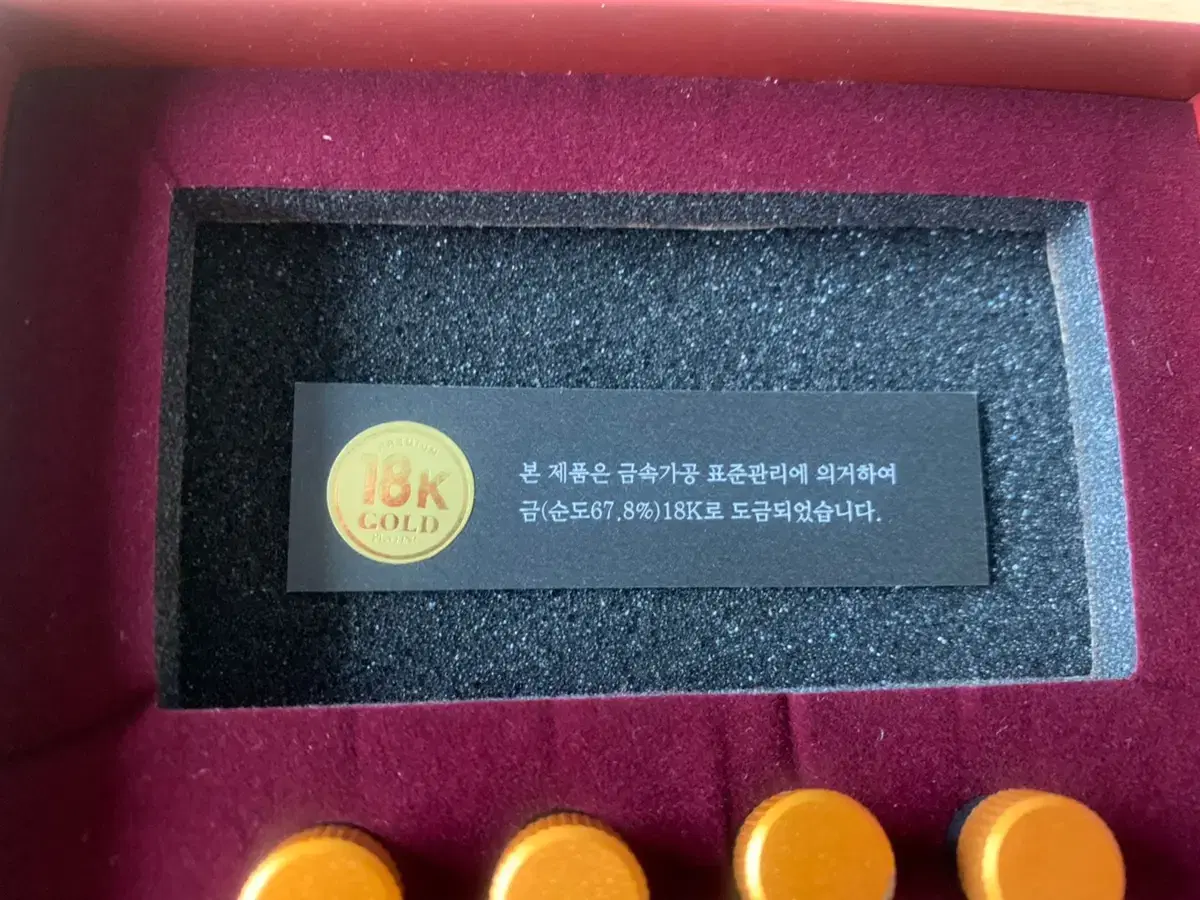 PREMIUM
18K
GOLD
본 제품은 금속가공 표준관리에 의거하여
금(순도67.8%)18K로 도금되었습니다.